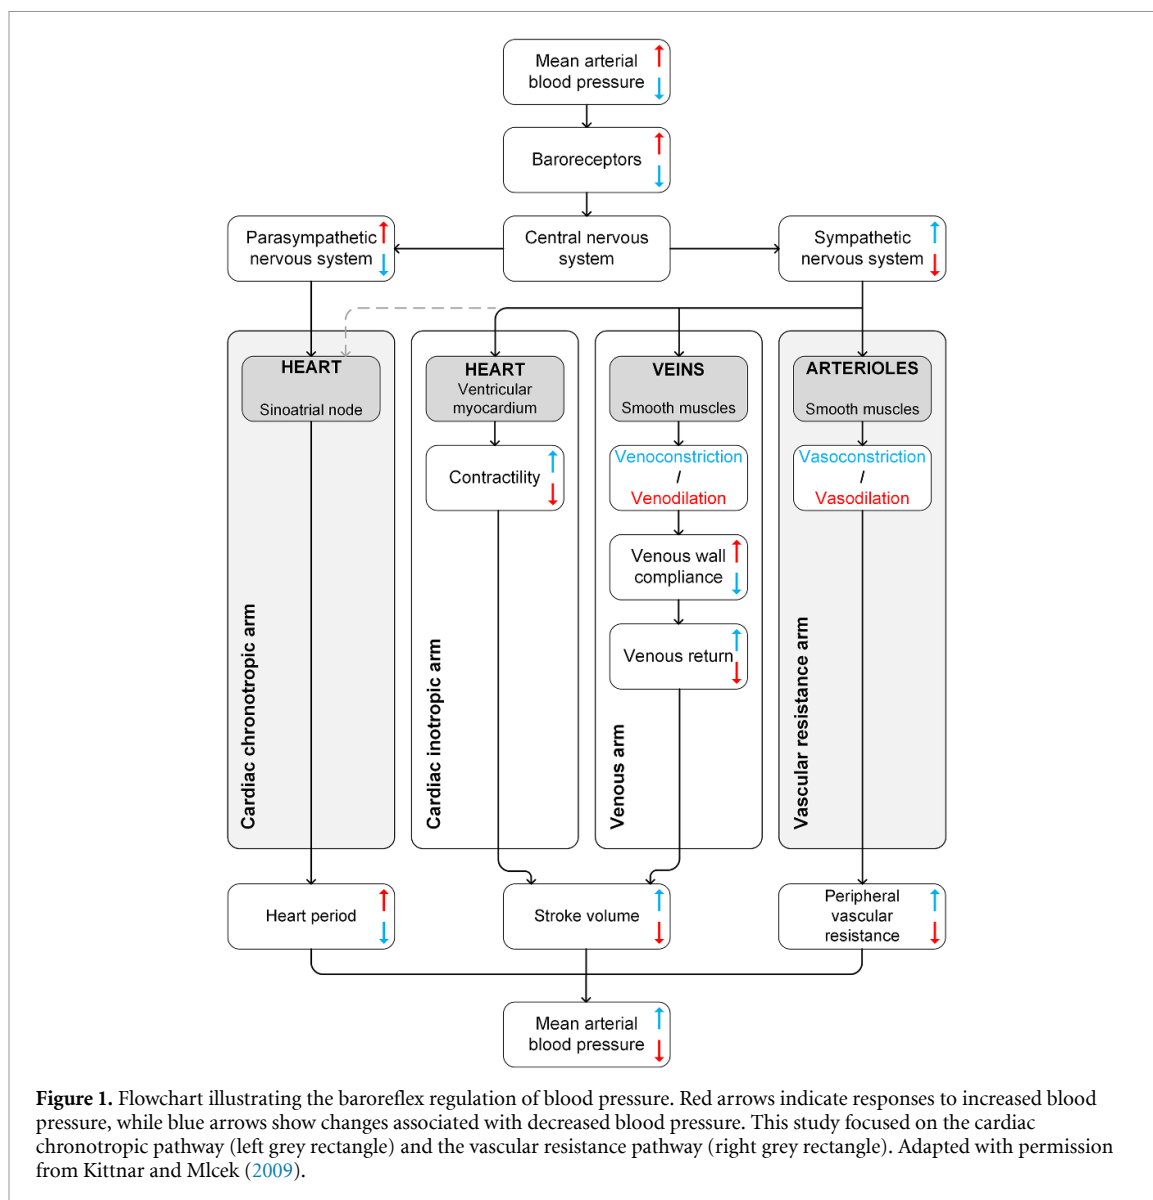 Mean arterial
blood pressure
Baroreceptors
Parasympathetic
nervous system
Central nervous
system
Sympathetic
nervous system
HEART
Sinoatrial node
HEART
Ventricular
myocardium
VEINS
Smooth muscles
ARTERIOLES
Smooth muscles
Contractility
Venoconstriction
/
Venodilation
Vasoconstriction
/
Vasodilation
Venous wall
compliance
Venous return
Cardiac chronotropic arm
Cardiac inotropic arm
Venous arm
Vascular resistance arm
Heart period
Stroke volume
Peripheral
vascular
resistance
Mean arterial
blood pressure
Figure 1. Flowchart illustrating the baroreflex regulation of blood pressure. Red arrows indicate responses to increased blood
pressure, while blue arrows show changes associated with decreased blood pressure. This study focused on the cardiac
chronotropic pathway (left grey rectangle) and the vascular resistance pathway (right grey rectangle). Adapted with permission
from Kittnar and Mlcek (2009).